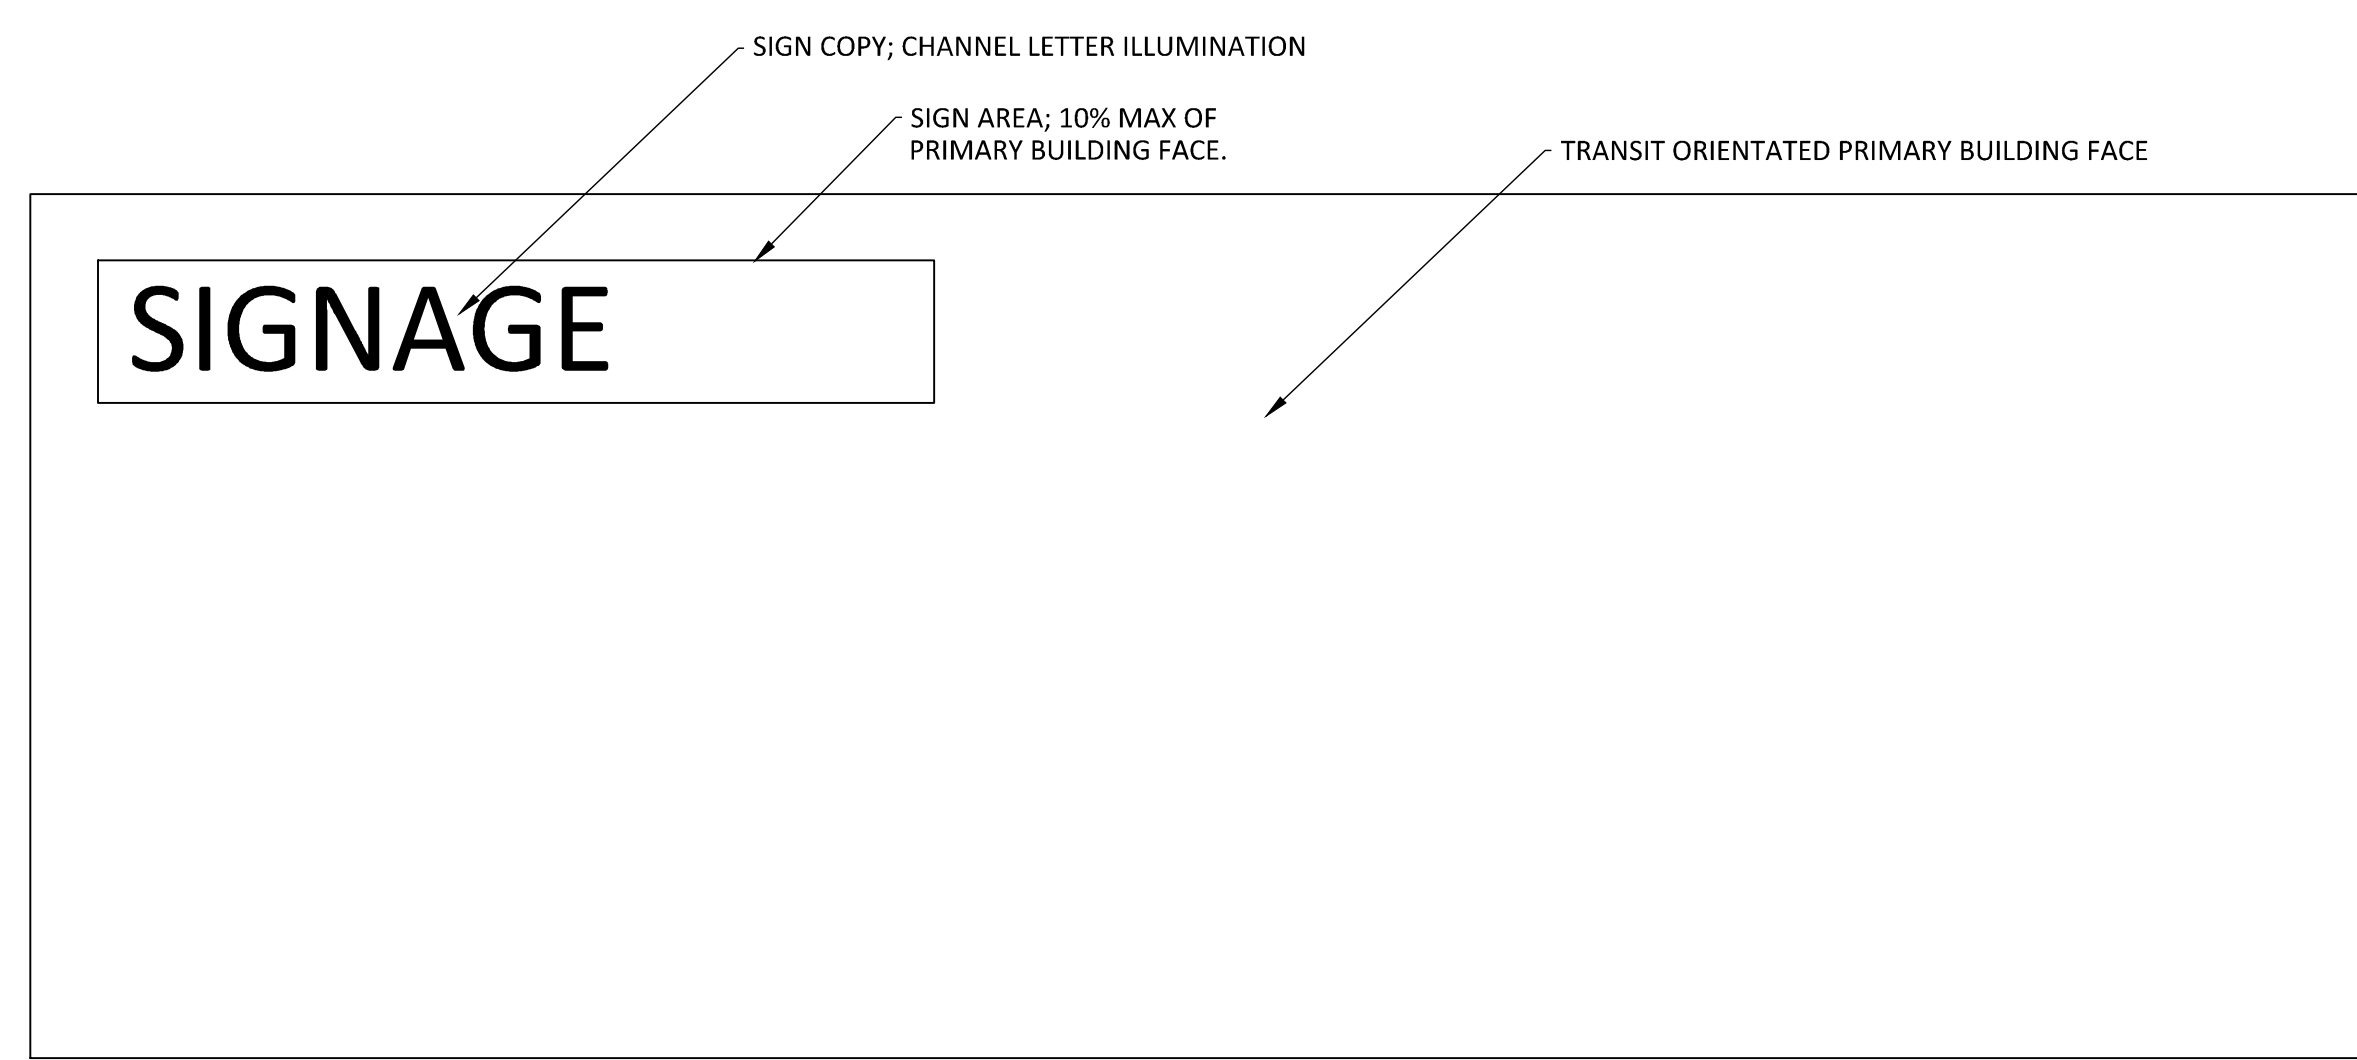 SIGN COPY; CHANNEL LETTER ILLUMINATION
SIGN AREA; 10% MAX OF
PRIMARY BUILDING FACE.
TRANSIT ORIENTATED PRIMARY BUILDING FACE
SIGNAGE